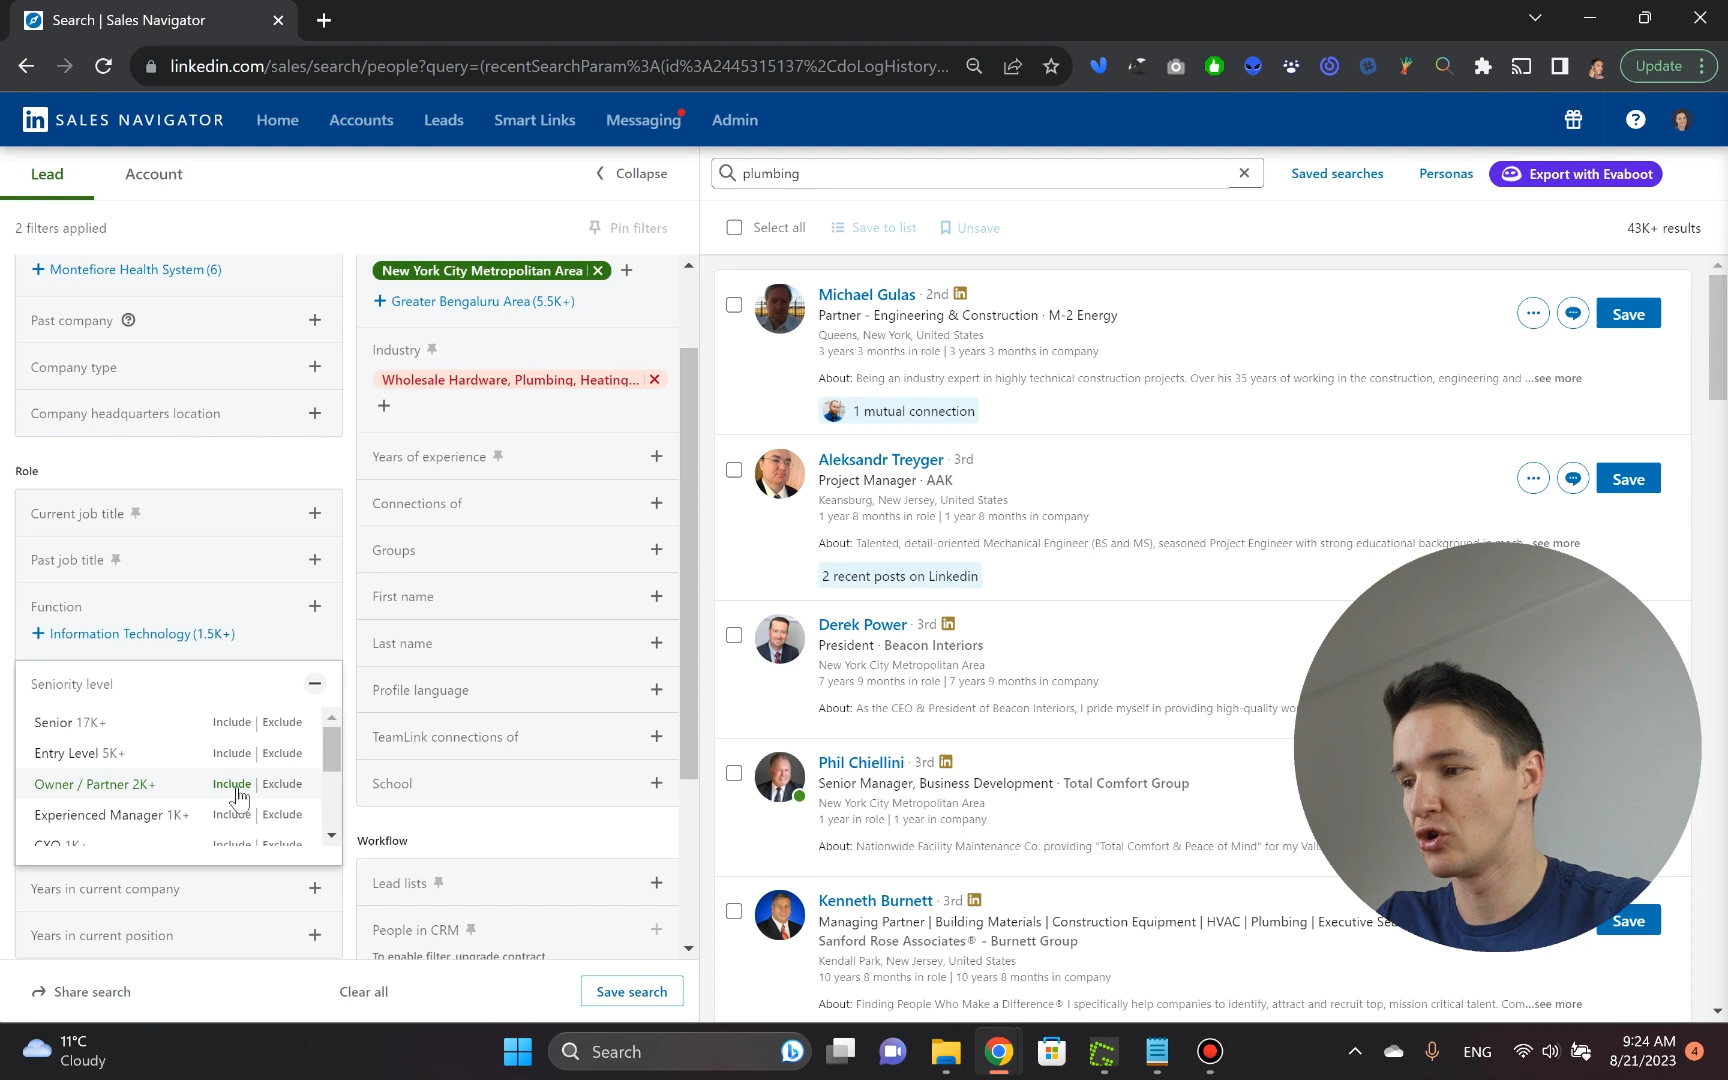 Search | Sales Navigator
linkedin.com/sales/search/people?query=(recentSearchParam%3A(id%3A2445315137%2CdoLogHistory...
Update
in SALES NAVIGATOR
Home
Accounts
Leads
Smart Links
Messaging
Admin
Lead
Account
Collapse
plumbing
Saved searches
Personas
Export with Evaboot
2 filters applied
Pin filters
Select all
Save to list
Unsave
43K+ results
Montefiore Health System (6)
Past company
Company type
Company headquarters location
Role
Current job title
Past job title
Function
Information Technology (1.5K+)
Seniority level
Senior 17K+ Include | Exclude
Entry Level 5K+ Include | Exclude
Owner / Partner 2K+ Include | Exclude
Experienced Manager 1K+ Include | Exclude
CXO 1K+ Include | Exclude
Years in current company
Years in current position
New York City Metropolitan Area
Greater Bengaluru Area (5.5K+)
Industry
Wholesale Hardware, Plumbing, Heating...
Years of experience
Connections of
Groups
First name
Last name
Profile language
TeamLink connections of
School
Workflow
Lead lists
People in CRM
To enable filter, upgrade contract
Share search
Clear all
Save search
Michael Gulas · 2nd
Partner - Engineering & Construction · M-2 Energy
Queens, New York, United States
3 years 3 months in role | 3 years 3 months in company
About: Being an industry expert in highly technical construction projects. Over his 35 years of working in the construction, engineering and ...see more
1 mutual connection
Save
Aleksandr Treyger · 3rd
Project Manager · AAK
Keansburg, New Jersey, United States
1 year 8 months in role | 1 year 8 months in company
About: Talented, detail-oriented Mechanical Engineer (BS and MS), seasoned Project Engineer with strong educational background in mech...see more
2 recent posts on Linkedin
Save
Derek Power · 3rd
President · Beacon Interiors
New York City Metropolitan Area
7 years 9 months in role | 7 years 9 months in company
About: As the CEO & President of Beacon Interiors, I pride myself in providing high-quality
Phil Chiellini · 3rd
Senior Manager, Business Development · Total Comfort Group
New York City Metropolitan Area
1 year in role | 1 year in company
About: Nationwide Facility Maintenance Co. providing "Total Comfort & Peace of Mind" for my
Kenneth Burnett · 3rd
Managing Partner | Building Materials | Construction Equipment | HVAC | Plumbing | Executive
Sanford Rose Associates® - Burnett Group
Kendall Park, New Jersey, United States
10 years 8 months in role | 10 years 8 months in company
About: Finding People Who Make a Difference® I specifically help companies to identify, attract and recruit top, mission critical talent. Com...see more
Save
11°C
Cloudy
Search
ENG
9:24 AM
8/21/2023
4